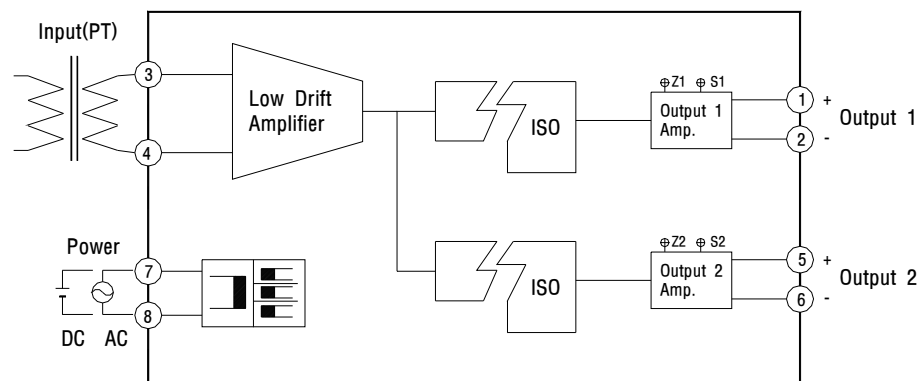 Input(PT)
3
4
Low Drift
Amplifier
ISO
Z1 S1
Output 1
Amp.
1 +
2 -
Output 1
Power
7
8
DC AC
ISO
Z2 S2
Output 2
Amp.
5 +
6 -
Output 2